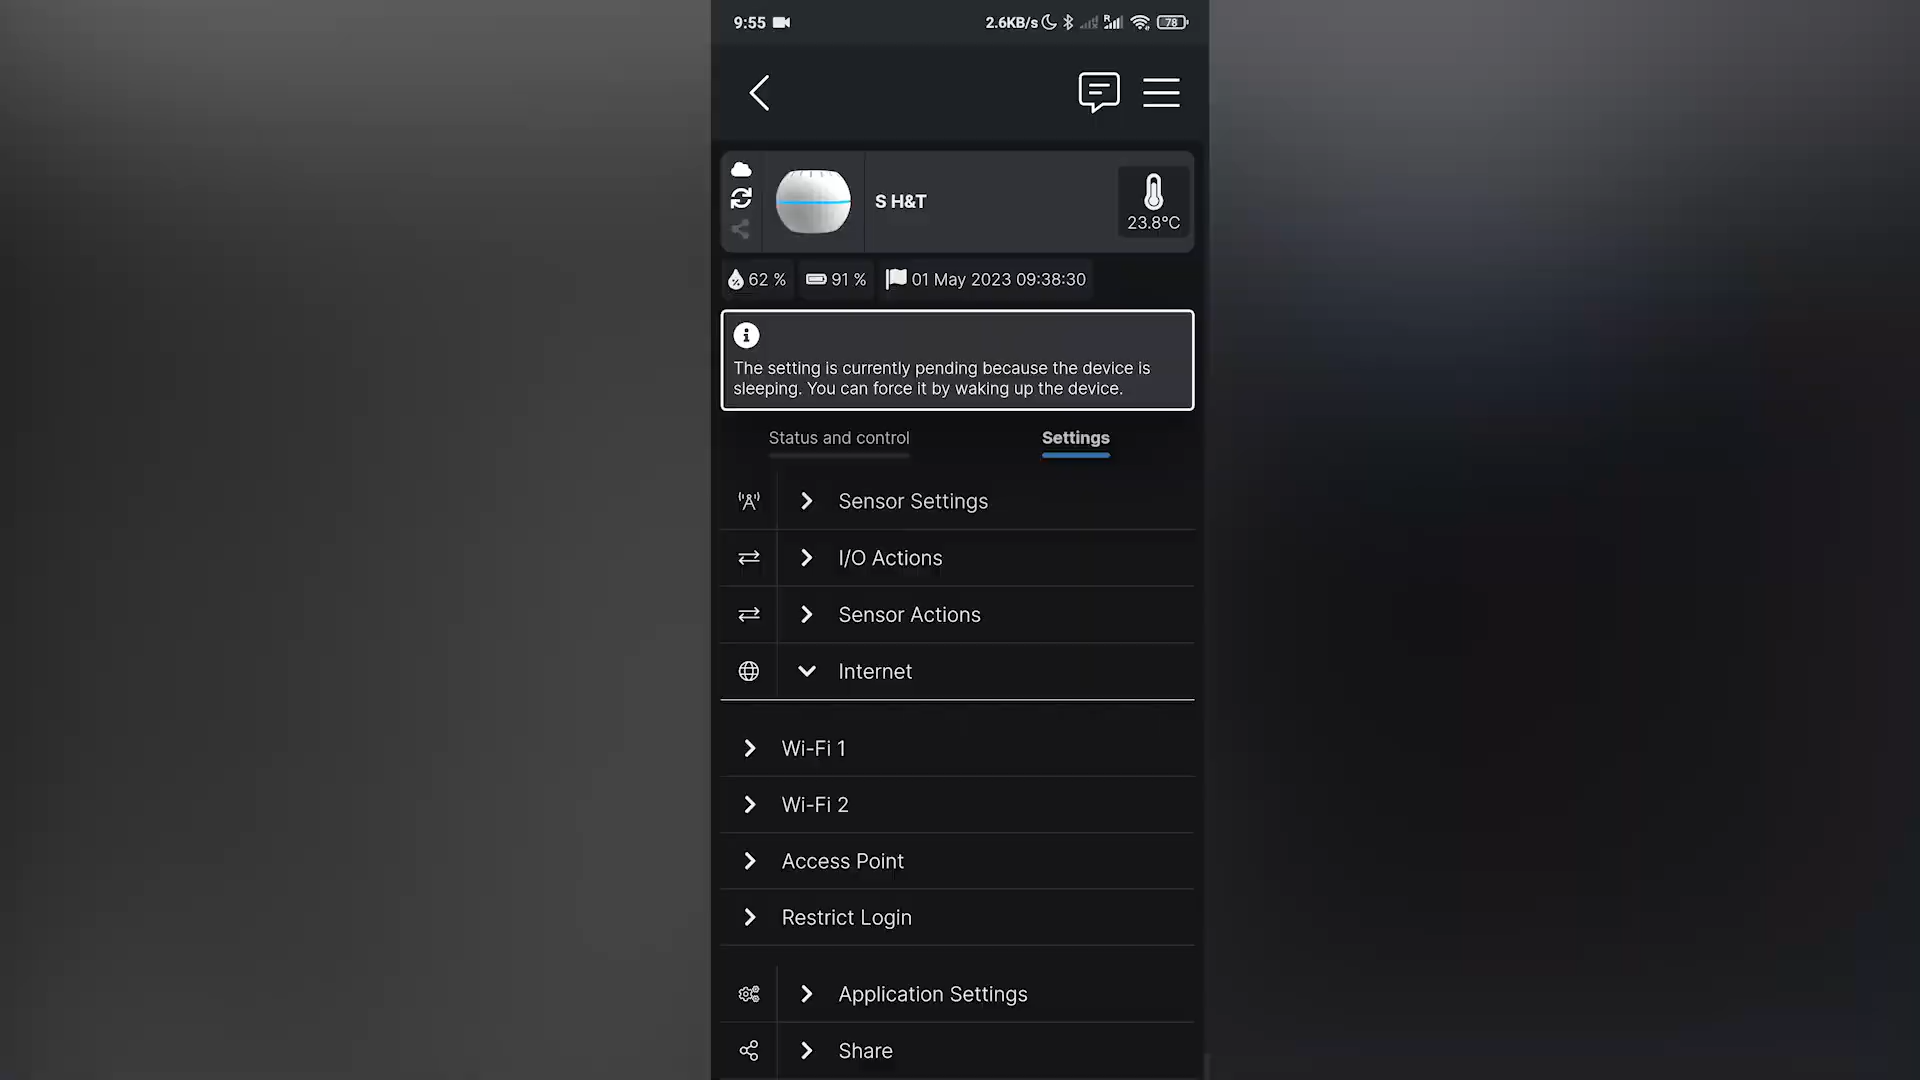 9:55
2.6KB/s
R
78
S H&T
23.8°C
62 %
91 %
01 May 2023 09:38:30
The setting is currently pending because the device is
sleeping. You can force it by waking up the device.
Status and control
Settings
Sensor Settings
I/O Actions
Sensor Actions
Internet
Wi-Fi 1
Wi-Fi 2
Access Point
Restrict Login
Application Settings
Share